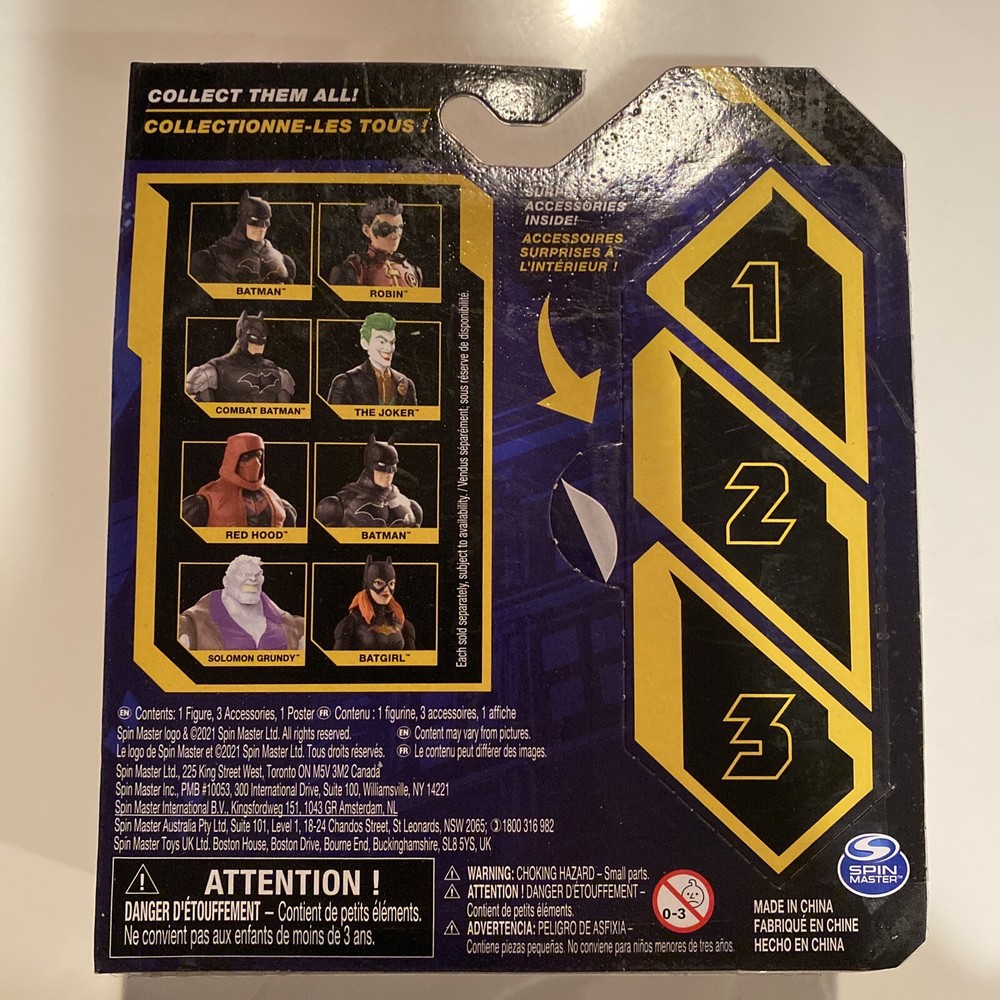 COLLECT THEM ALL!
COLLECTIONNE-LES TOUS !
ACCESSORIES
INSIDE!
ACCESSOIRES
SURPRISES À
L'INTÉRIEUR !
BATMAN™
ROBIN™
COMBAT BATMAN™
THE JOKER™
RED HOOD™
BATMAN™
SOLOMON GRUNDY™
BATGIRL™
Each sold separately, subject to availability. / Vendus séparément, sous réserve de disponibilité.
1
2
3
EN Contents: 1 Figure, 3 Accessories, 1 Poster FR Contenu : 1 figurine, 3 accessoires, 1 affiche
Spin Master logo & ©2021 Spin Master Ltd. All rights reserved. EN Content may vary from pictures.
Le logo de Spin Master et ©2021 Spin Master Ltd. Tous droits réservés. FR Le contenu peut différer des images.
Spin Master Ltd., 225 King Street West, Toronto ON M5V 3M2 Canada
Spin Master Inc., PMB #10053, 300 International Drive, Suite 100, Williamsville, NY 14221
Spin Master International B.V., Kingsfordweg 151, 1043 GR Amsterdam, NL
Spin Master Australia Pty Ltd, Suite 101, Level 1, 18-24 Chandos Street, St Leonards, NSW 2065; 1800 316 982
Spin Master Toys UK Ltd. Boston House, Boston Drive, Bourne End, Buckinghamshire, SL8 5YS, UK
ATTENTION !
DANGER D'ÉTOUFFEMENT – Contient de petits éléments.
Ne convient pas aux enfants de moins de 3 ans.
WARNING: CHOKING HAZARD – Small parts.
ATTENTION ! DANGER D'ÉTOUFFEMENT –
Contient de petits éléments.
ADVERTENCIA: PELIGRO DE ASFIXIA –
Contiene piezas pequeñas. No conviene para niños menores de tres años.
0-3
SPIN
MASTER™
MADE IN CHINA
FABRIQUÉ EN CHINE
HECHO EN CHINA